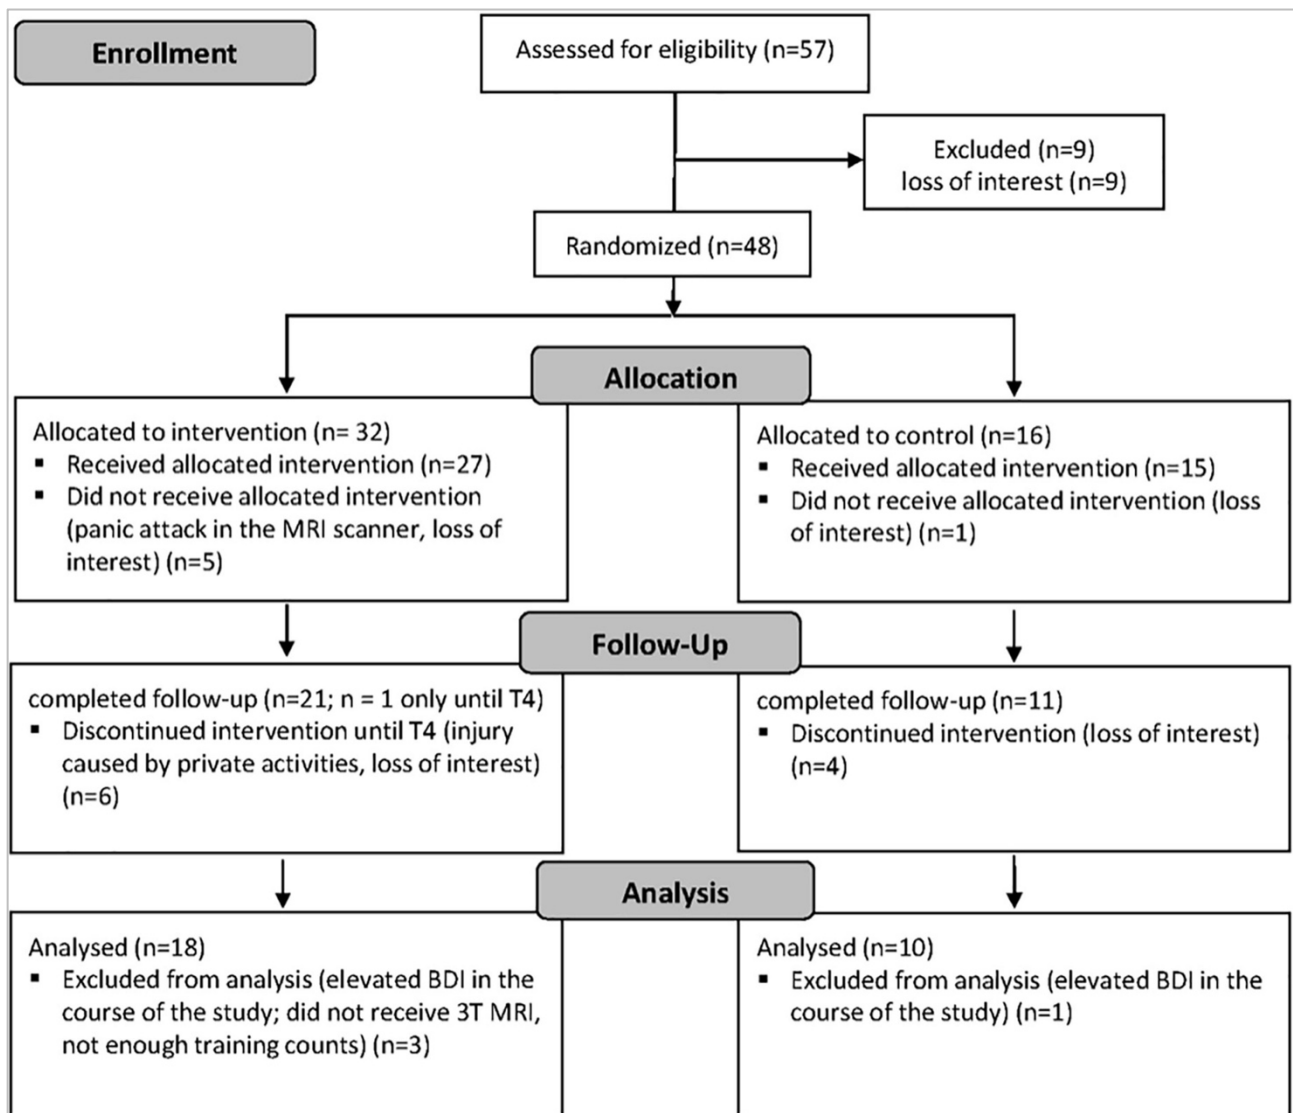 Enrollment
Assessed for eligibility (n=57)
Excluded (n=9)
loss of interest (n=9)
Randomized (n=48)
Allocation
Allocated to intervention (n= 32)
▪ Received allocated intervention (n=27)
▪ Did not receive allocated intervention
(panic attack in the MRI scanner, loss of
interest) (n=5)
Allocated to control (n=16)
▪ Received allocated intervention (n=15)
▪ Did not receive allocated intervention (loss
of interest) (n=1)
Follow-Up
completed follow-up (n=21; n = 1 only until T4)
▪ Discontinued intervention until T4 (injury
caused by private activities, loss of interest)
(n=6)
completed follow-up (n=11)
▪ Discontinued intervention (loss of interest)
(n=4)
Analysis
Analysed (n=18)
▪ Excluded from analysis (elevated BDI in the
course of the study; did not receive 3T MRI,
not enough training counts) (n=3)
Analysed (n=10)
▪ Excluded from analysis (elevated BDI in the
course of the study) (n=1)